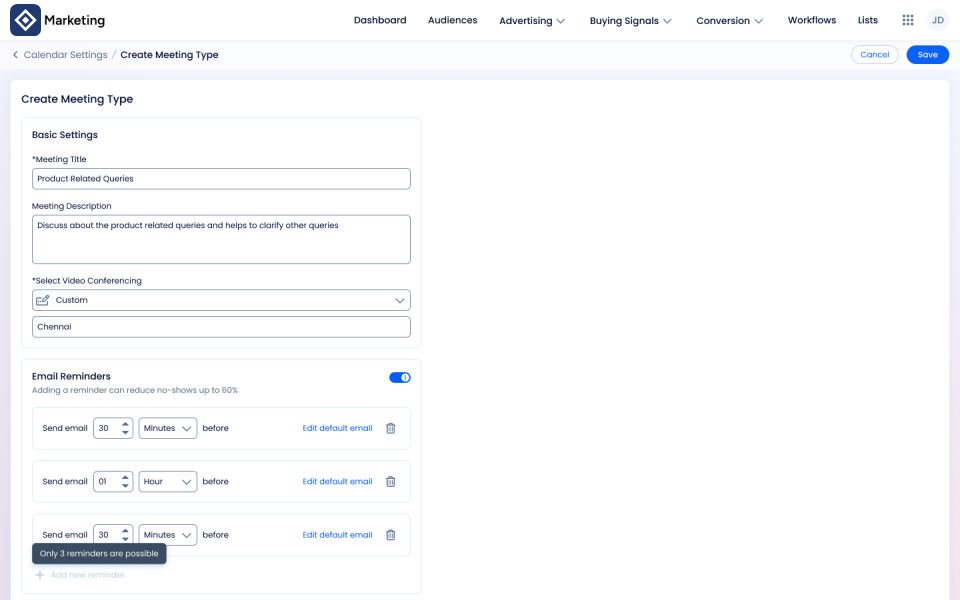 Marketing
Dashboard Audiences Advertising Buying Signals Conversion Workflows Lists JD
Calendar Settings / Create Meeting Type Cancel Save
Create Meeting Type
Basic Settings
*Meeting Title
Product Related Queries
Meeting Description
Discuss about the product related queries and helps to clarify other queries
*Select Video Conferencing
Custom
Chennai
Email Reminders
Adding a reminder can reduce no-shows up to 60%
Send email 30 Minutes before Edit default email
Send email 01 Hour before Edit default email
Send email 30 Minutes before Edit default email
Only 3 reminders are possible
+ Add new reminder